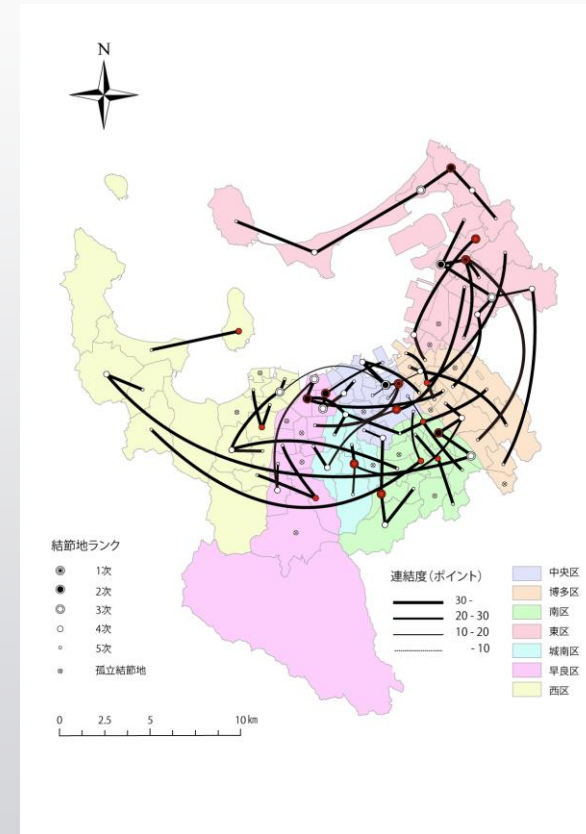 N
結節地ランク
1次
2次
3次
4次
5次
孤立結節地
0 2.5 5 10km
連結度(ポイント)
30 -
20 - 30
10 - 20
- 10
中央区
博多区
南区
東区
城南区
早良区
西区